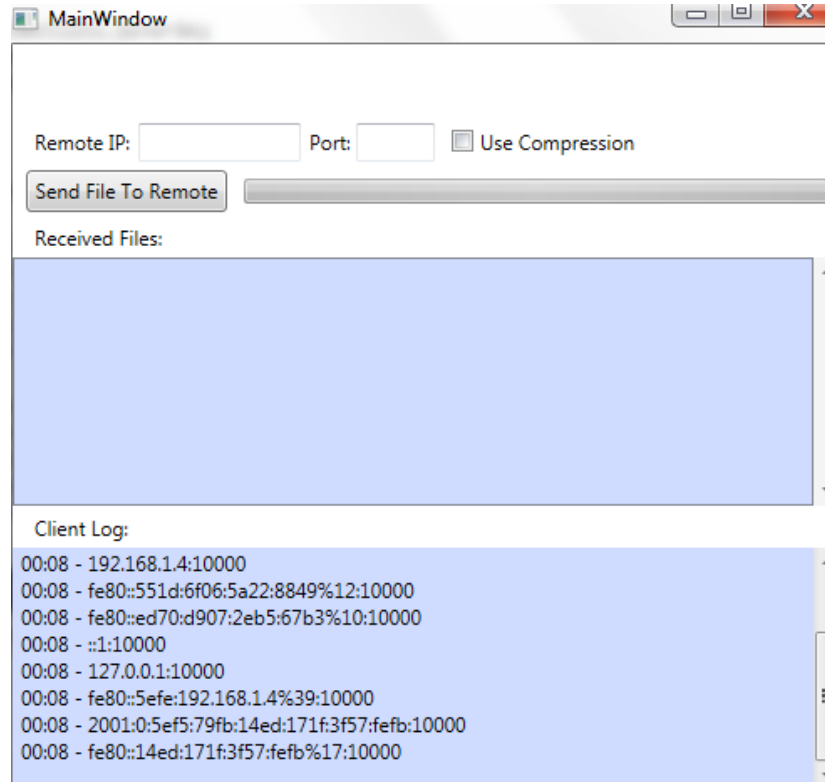 MainWindow
Remote IP: Port: Use Compression
Send File To Remote
Received Files:
Client Log:
00:08 - 192.168.1.4:10000
00:08 - fe80::551d:6f06:5a22:8849%12:10000
00:08 - fe80::ed70:d907:2eb5:67b3%10:10000
00:08 - ::1:10000
00:08 - 127.0.0.1:10000
00:08 - fe80::5efe:192.168.1.4%39:10000
00:08 - 2001:0:5ef5:79fb:14ed:171f:3f57:fefb:10000
00:08 - fe80::14ed:171f:3f57:fefb%17:10000